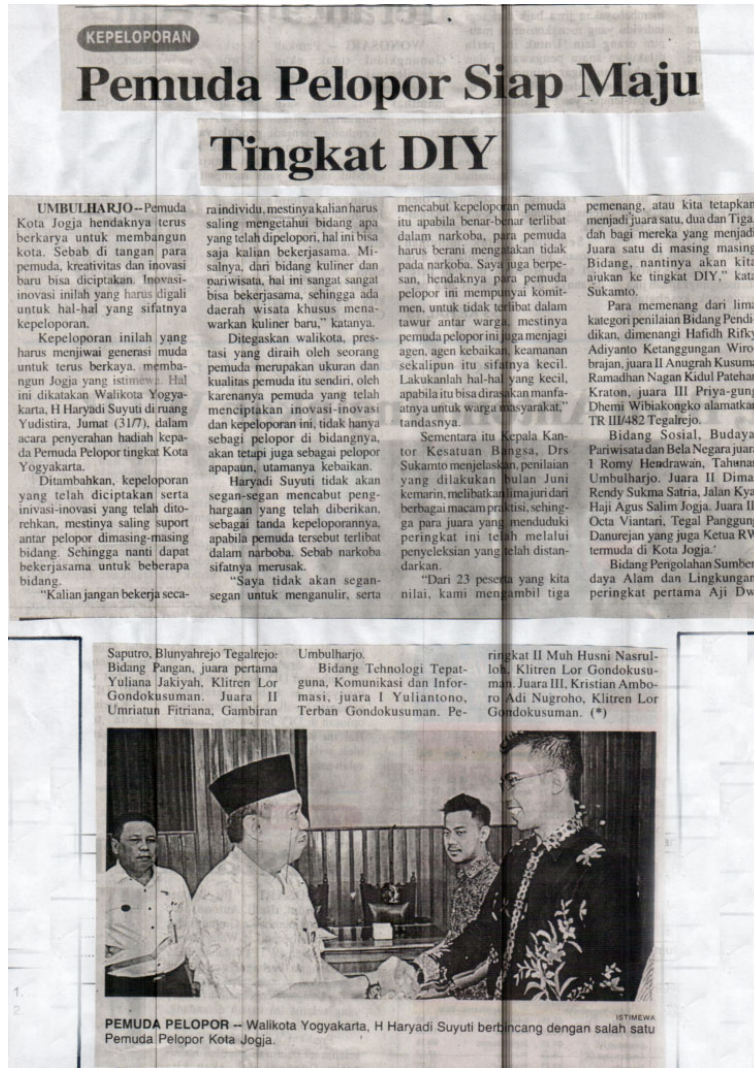 KEPELOPORAN
Pemuda Pelopor Siap Maju
Tingkat DIY
UMBULHARJO--Pemuda
Kota Jogja hendaknya terus
berkarya untuk membangun
kota. Sebab di tangan para
pemuda, kreativitas dan inovasi
baru bisa diciptakan. Inovasi-
inovasi inilah yang harus digali
untuk hal-hal yang sifatnya
kepeloporan.
Kepeloporan inilah yang
harus menjiwai generasi muda
untuk terus berkaya, memba-
ngun Jogja yang istimewa. Hal
ini dikatakan Walikota Yogya-
karta, H Haryadi Suyuti di ruang
Yudistira, Jumat (31/7), dalam
acara penyerahan hadiah kepa-
da Pemuda Pelopor tingkat Kota
Yogyakarta.
Ditambahkan, kepeloporan
yang telah diciptakan serta
inivasi-inovasi yang telah dito-
rehkan, mestinya saling suport
antar pelopor dimasing-masing
bidang. Sehingga nanti dapat
bekerjasama untuk beberapa
bidang.
"Kalian jangan bekerja seca-
ra individu, mestinya kalian harus
saling mengetahui bidang apa
yang telah dipelopori, hal ini bisa
saja kalian bekerjasama. Mi-
salnya, dari bidang kuliner dan
pariwisata, hal ini sangat sangat
bisa bekerjasama, sehingga ada
daerah wisata khusus mena-
warkan kuliner baru," katanya.
Ditegaskan walikota, pres-
tasi yang diraih oleh seorang
pemuda merupakan ukuran dan
kualitas pemuda itu sendiri, oleh
karenanya pemuda yang telah
menciptakan inovasi-inovasi
dan kepeloporan ini, tidak hanya
sebagi pelopor di bidangnya,
akan tetapi juga sebagai pelopor
apapaun, utamanya kebaikan.
Haryadi Suyuti tidak akan
segan-segan mencabut peng-
hargaan yang telah diberikan,
sebagai tanda kepeloporannya,
apabila pemuda tersebut terlibat
dalam narboba. Sebab narkoba
sifatnya merusak.
"Saya tidak akan segan-
segan untuk menganulir, serta
mencabut kepeloporan pemuda
itu apabila benar-benar terlibat
dalam narkoba, para pemuda
harus berani mengatakan tidak
pada narkoba. Saya juga berpe-
san, hendaknya para pemuda
pelopor ini mempunyai komit-
men, untuk tidak terlibat dalam
tawur antar warga, mestinya
pemuda pelopor ini juga menjagi
agen, agen kebaikan, keamanan
sekalipun itu sifatnya kecil.
Lakukanlah hal-hal yang kecil,
apabila itu bisa dirasakan manfa-
atnya untuk warga masyarakat,"
tandasnya.
Sementara itu Kepala Kan-
tor Kesatuan Bangsa, Drs
Sukamto menjelaskan, penilaian
yang dilakukan bulan Juni
kemarin, melibatkan lima juri dari
berbagai macam praktisi, sehing-
ga para juara yang menduduki
peringkat ini telah melalui
penyeleksian yang telah distan-
darkan.
"Dari 23 peserta yang kita
nilai, kami mengambil tiga
pemenang, atau kita tetapkan
menjadi juara satu, dua dan Tiga,
dah bagi mereka yang menjadi
Juara satu di masing masing
Bidang, nantinya akan kita
ajukan ke tingkat DIY," kata
Sukamto.
Para memenang dari lima
kategori penilaian Bidang Pendi-
dikan, dimenangi Hafidh Rifky
Adiyanto Ketanggungan Wiro-
brajan, juara II Anugrah Kusuma
Ramadhan Nagan Kidul Patehan
Kraton, juara III Priya-gung
Dhemi Wibiakongko alamatka
TR III/482 Tegalrejo.
Bidang Sosial, Budaya
Pariwisata dan Bela Negara juara
I Romy Headrawan, Tahunan
Umbulharjo. Juara II Dimas
Rendy Sukma Satria, Jalan Kyai
Haji Agus Salim Jogja. Juara III
Octa Viantari, Tegal Panggung
Danurejan yang juga Ketua RW
termuda di Kota Jogja.
Bidang Pengolahan Sumber-
daya Alam dan Lingkungan
peringkat pertama Aji Dwi
Saputro, Blunyahrejo Tegalrejo.
Bidang Pangan, juara pertama
Yuliana Jakiyah, Klitren Lor
Gondokusuman. Juara II
Umriatun Fitriana, Gambiran
Umbulharjo.
Bidang Tehnologi Tepat-
guna, Komunikasi dan Infor-
masi, juara I Yuliantono,
Terban Gondokusuman. Pe-
ringkat II Muh Husni Nasrul-
loh, Klitren Lor Gondokusu-
man. Juara III, Kristian Ambo-
ro Adi Nugroho, Klitren Lor
Gondokusuman. (*)
ISTIMEWA
PEMUDA PELOPOR -- Walikota Yogyakarta, H Haryadi Suyuti berbincang dengan salah satu
Pemuda Pelopor Kota Jogja.
1.
2.